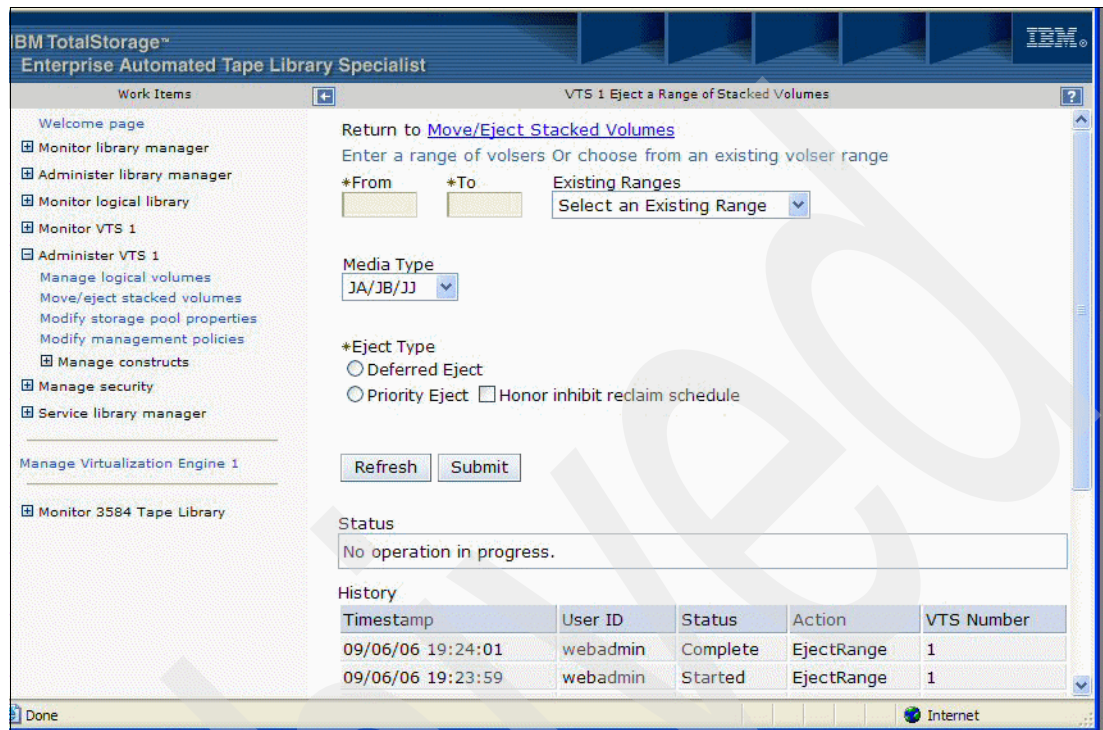 IBM TotalStorage™
Enterprise Automated Tape Library Specialist
IBM®
Work Items
VTS 1 Eject a Range of Stacked Volumes
?
Welcome page
Monitor library manager
Administer library manager
Monitor logical library
Monitor VTS 1
Administer VTS 1
Manage logical volumes
Move/eject stacked volumes
Modify storage pool properties
Modify management policies
Manage constructs
Manage security
Service library manager
Manage Virtualization Engine 1
Monitor 3584 Tape Library
Return to Move/Eject Stacked Volumes
Enter a range of volsers Or choose from an existing volser range
*From *To Existing Ranges
Select an Existing Range
Media Type
JA/JB/JJ
*Eject Type
Deferred Eject
Priority Eject Honor inhibit reclaim schedule
Refresh Submit
Status
No operation in progress.
History
Timestamp User ID Status Action VTS Number
09/06/06 19:24:01 webadmin Complete EjectRange 1
09/06/06 19:23:59 webadmin Started EjectRange 1
Done Internet